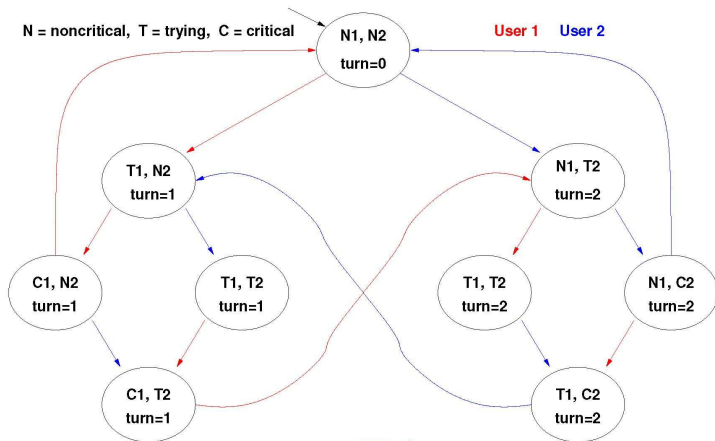 N = noncritical, T = trying, C = critical
User 1 User 2
N1, N2
turn=0
T1, N2
turn=1
N1, T2
turn=2
C1, N2
turn=1
T1, T2
turn=1
T1, T2
turn=2
N1, C2
turn=2
C1, T2
turn=1
T1, C2
turn=2